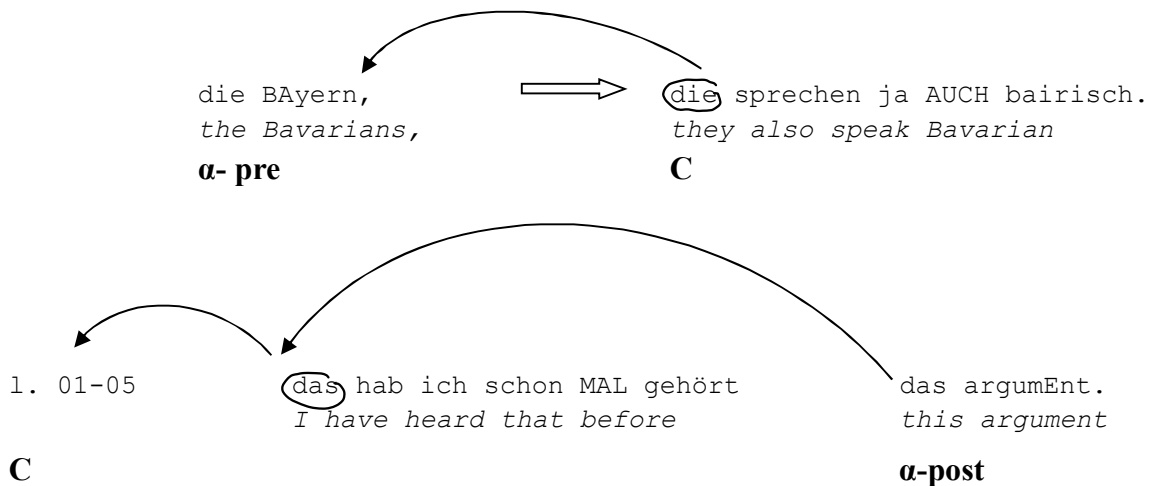 die BAyern, die sprechen ja AUCH bairisch.
the Bavarians, they also speak Bavarian
α- pre C
l. 01-05 das hab ich schon MAL gehört das argumEnt.
I have heard that before this argument
C α-post